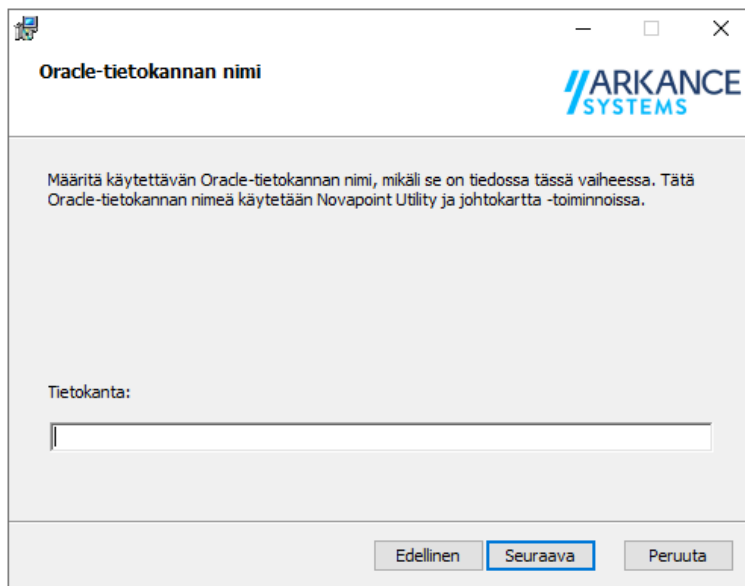 Oracle-tietokannan nimi
ARKANCE
SYSTEMS
Määritä käytettävän Oracle-tietokannan nimi, mikäli se on tiedossa tässä vaiheessa. Tätä
Oracle-tietokannan nimeä käytetään Novapoint Utility ja johtokartta -toiminnoissa.
Tietokanta:
Edellinen Seuraava Peruuta